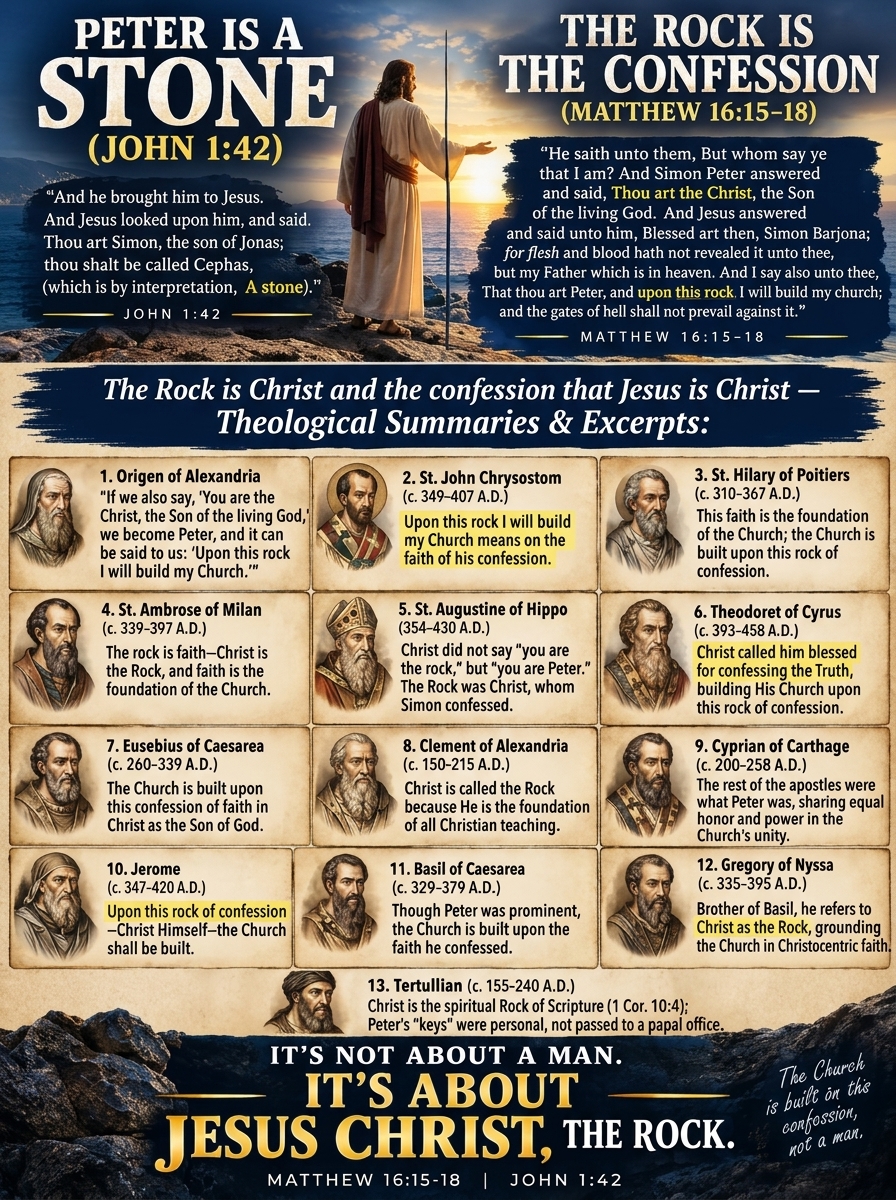 PETER IS A
STONE
(JOHN 1:42)
"And he brought him to Jesus.
And Jesus looked upon him, and said.
Thou art Simon, the son of Jonas;
thou shalt be called Cephas,
(which is by interpretation, A stone)."
JOHN 1:42
THE ROCK IS
THE CONFESSION
(MATTHEW 16:15–18)
"He saith unto them, But whom say ye
that I am? And Simon Peter answered
and said, Thou art the Christ, the Son
of the living God. And Jesus answered
and said unto him, Blessed art then, Simon Barjona;
for flesh and blood hath not revealed it unto thee,
but my Father which is in heaven. And I say also unto thee,
That thou art Peter, and upon this rock I will build my church;
and the gates of hell shall not prevail against it."
MATTHEW 16:15–18
The Rock is Christ and the confession that Jesus is Christ —
Theological Summaries & Excerpts:
1. Origen of Alexandria
"If we also say, 'You are the
Christ, the Son of the living God,'
we become Peter, and it can
be said to us: 'Upon this rock
I will build my Church.'"
2. St. John Chrysostom
(c. 349–407 A.D.)
Upon this rock I will build
my Church means on the
faith of his confession.
3. St. Hilary of Poitiers
(c. 310–367 A.D.)
This faith is the foundation
of the Church; the Church is
built upon this rock of
confession.
4. St. Ambrose of Milan
(c. 339–397 A.D.)
The rock is faith—Christ is
the Rock, and faith is the
foundation of the Church.
5. St. Augustine of Hippo
(354–430 A.D.)
Christ did not say "you are
the rock," but "you are Peter."
The Rock was Christ, whom
Simon confessed.
6. Theodoret of Cyrus
(c. 393–458 A.D.)
Christ called him blessed
for confessing the Truth,
building His Church upon
this rock of confession.
7. Eusebius of Caesarea
(c. 260–339 A.D.)
The Church is built upon
this confession of faith in
Christ as the Son of God.
8. Clement of Alexandria
(c. 150–215 A.D.)
Christ is called the Rock
because He is the foundation
of all Christian teaching.
9. Cyprian of Carthage
(c. 200–258 A.D.)
The rest of the apostles were
what Peter was, sharing equal
honor and power in the
Church's unity.
10. Jerome
(c. 347–420 A.D.)
Upon this rock of confession
—Christ Himself—the Church
shall be built.
11. Basil of Caesarea
(c. 329–379 A.D.)
Though Peter was prominent,
the Church is built upon the
faith he confessed.
12. Gregory of Nyssa
(c. 335–395 A.D.)
Brother of Basil, he refers to
Christ as the Rock, grounding
the Church in Christocentric faith.
13. Tertullian (c. 155–240 A.D.)
Christ is the spiritual Rock of Scripture (1 Cor. 10:4);
Peter's "keys" were personal, not passed to a papal office.
IT'S NOT ABOUT A MAN.
IT'S ABOUT
JESUS CHRIST, THE ROCK.
MATTHEW 16:15-18 | JOHN 1:42
The Church
is built on this
confession,
not a man.